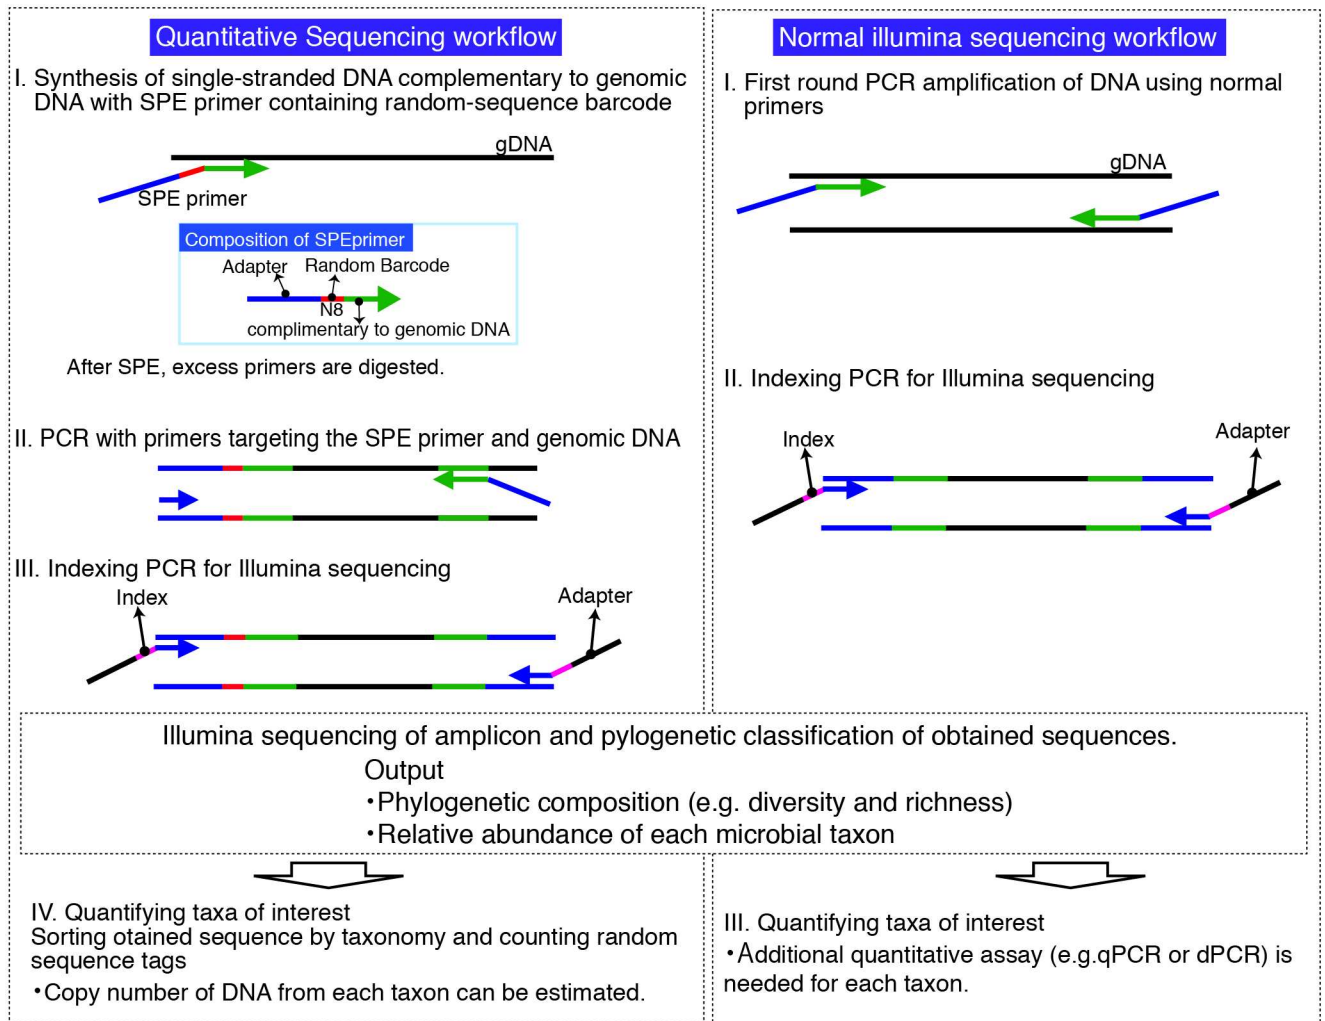 Quantitative Sequencing workflow
I. Synthesis of single-stranded DNA complementary to genomic
DNA with SPE primer containing random-sequence barcode
gDNA
SPE primer
Composition of SPEprimer
Adapter
Random Barcode
N8
complimentary to genomic DNA
After SPE, excess primers are digested.
II. PCR with primers targeting the SPE primer and genomic DNA
III. Indexing PCR for Illumina sequencing
Index
Adapter
Normal illumina sequencing workflow
I. First round PCR amplification of DNA using normal
primers
gDNA
II. Indexing PCR for Illumina sequencing
Index
Adapter
Illumina sequencing of amplicon and pylogenetic classification of obtained sequences.
Output
・Phylogenetic composition (e.g. diversity and richness)
・Relative abundance of each microbial taxon
IV. Quantifying taxa of interest
Sorting otained sequence by taxonomy and counting random
sequence tags
・Copy number of DNA from each taxon can be estimated.
III. Quantifying taxa of interest
・Additional quantitative assay (e.g.qPCR or dPCR) is
needed for each taxon.